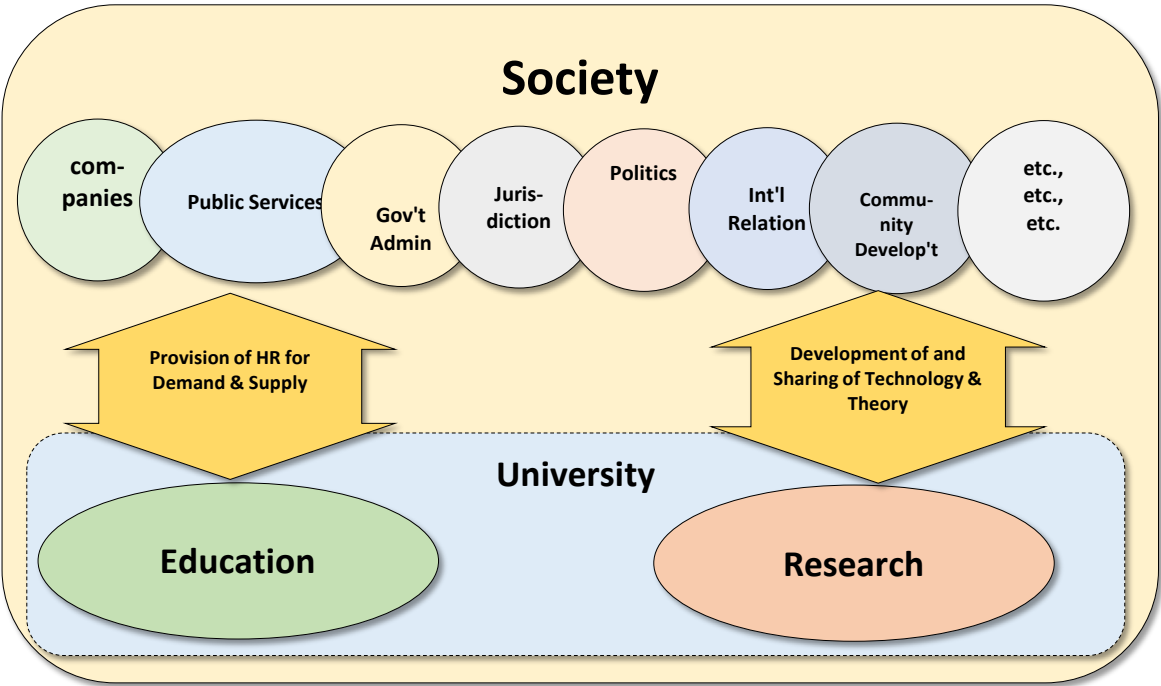 Society
com-
panies
Public Services
Gov't
Admin
Juris-
diction
Politics
Int'l
Relation
Commu-
nity
Develop't
etc.,
etc.,
etc.
Provision of HR for
Demand & Supply
Development of and
Sharing of Technology &
Theory
University
Education
Research